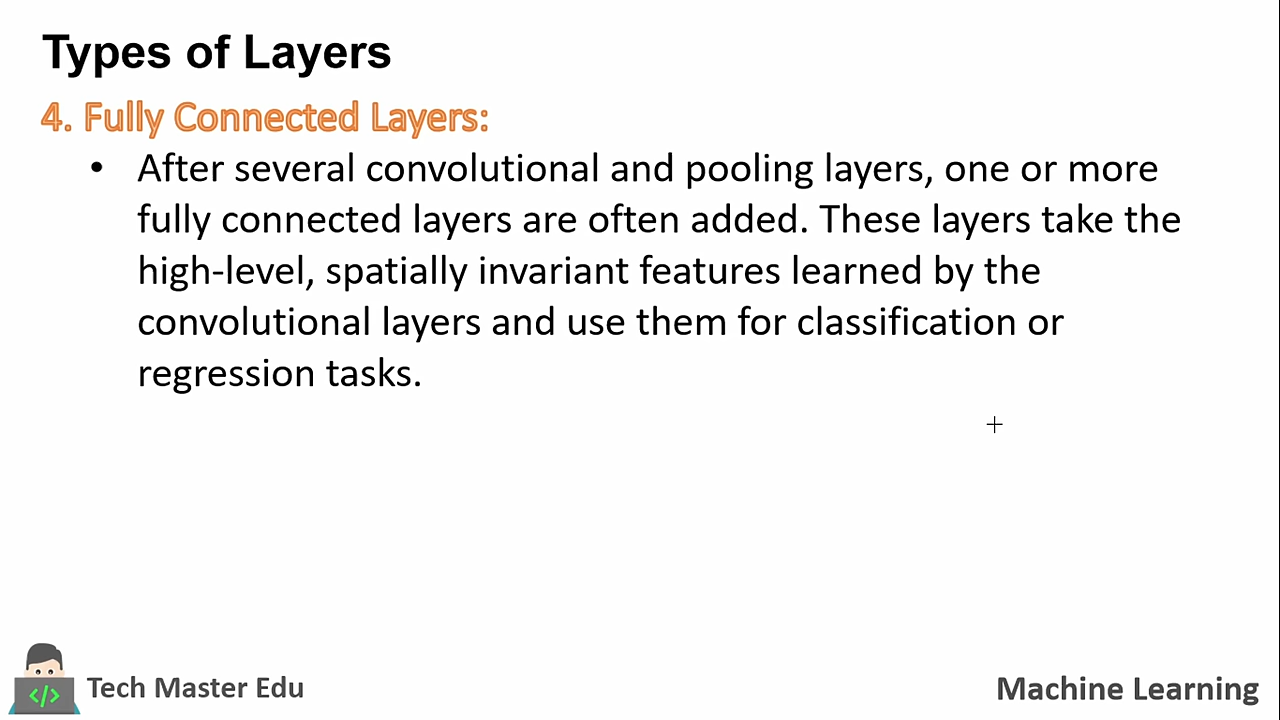 Types of Layers
4. Fully Connected Layers:
• After several convolutional and pooling layers, one or more
fully connected layers are often added. These layers take the
high-level, spatially invariant features learned by the
convolutional layers and use them for classification or
regression tasks.
</>
Tech Master Edu
Machine Learning